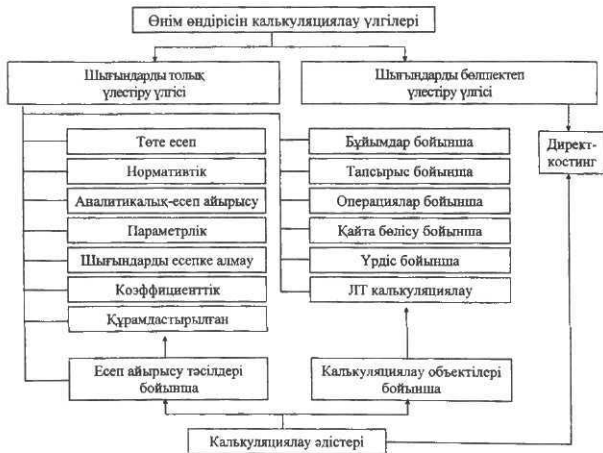 Өнім өндірісін калькуляциялау үлгілері
Шығындарды толық
үлестіру үлгісі
Шығындарды бөлшектеп
үлестіру үлгісі
Төте есеп
Нормативтік
Аналитикалық-есеп айырысу
Параметрлік
Шығындарды есепке алмау
Коэффициенттік
Құрамдастырылған
Бұйымдар бойынша
Тапсырыс бойынша
Операциялар бойынша
Қайта бөлісу бойынша
Үрдіс бойынша
ЛТ калькуляциялау
Директ-
костинг
Есеп айырысу тәсілдері
бойынша
Калькуляциялау объектілері
бойынша
Калькуляциялау әдістері